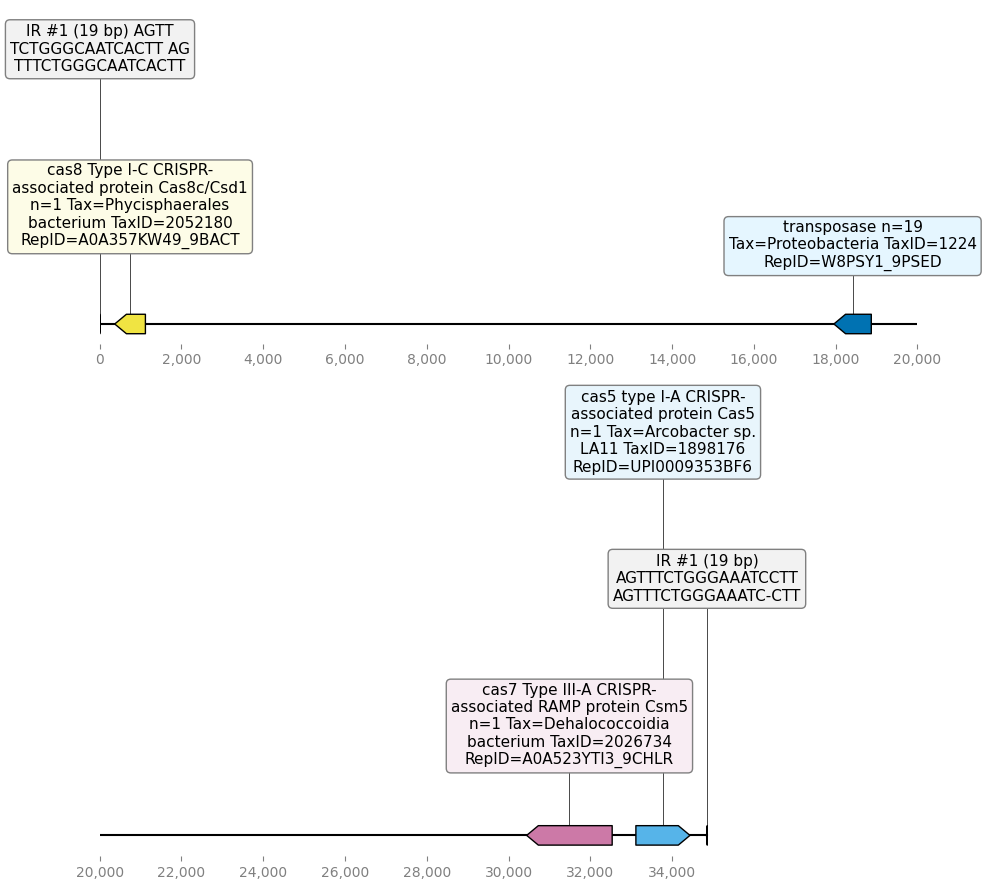 IR #1 (19 bp) AGTT
TCTGGGCAATCACTT AG
TTTCTGGGCAATCACTT
cas8 Type I-C CRISPR-
associated protein Cas8c/Csd1
n=1 Tax=Phycisphaerales
bacterium TaxID=2052180
RepID=A0A357KW49_9BACT
transposase n=19
Tax=Proteobacteria TaxID=1224
RepID=W8PSY1_9PSED
0 2,000 4,000 6,000 8,000 10,000 12,000 14,000 16,000 18,000 20,000
cas5 type I-A CRISPR-
associated protein Cas5
n=1 Tax=Arcobacter sp.
LA11 TaxID=1898176
RepID=UPI0009353BF6
IR #1 (19 bp)
AGTTTCTGGGAAATCCTT
AGTTTCTGGGAAATC-CTT
cas7 Type III-A CRISPR-
associated RAMP protein Csm5
n=1 Tax=Dehalococcoidia
bacterium TaxID=2026734
RepID=A0A523YTI3_9CHLR
20,000 22,000 24,000 26,000 28,000 30,000 32,000 34,000